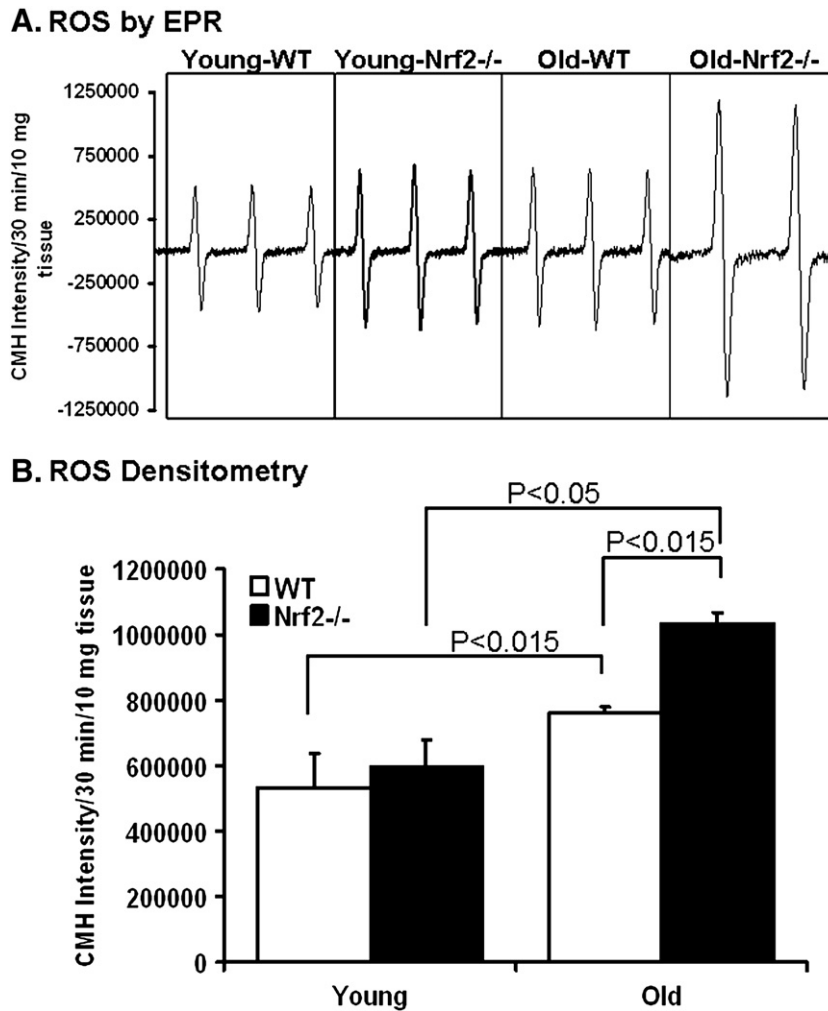 A. ROS by EPR
Young-WT Young-Nrf2-/- Old-WT Old-Nrf2-/-
CMH Intensity/30 min/10 mg
tissue
1250000
750000
250000
-250000
-750000
-1250000
B. ROS Densitometry
P<0.05
P<0.015
P<0.015
CMH Intensity/30 min/10 mg tissue
1200000
1000000
800000
600000
400000
200000
0
WT
Nrf2-/-
Young Old